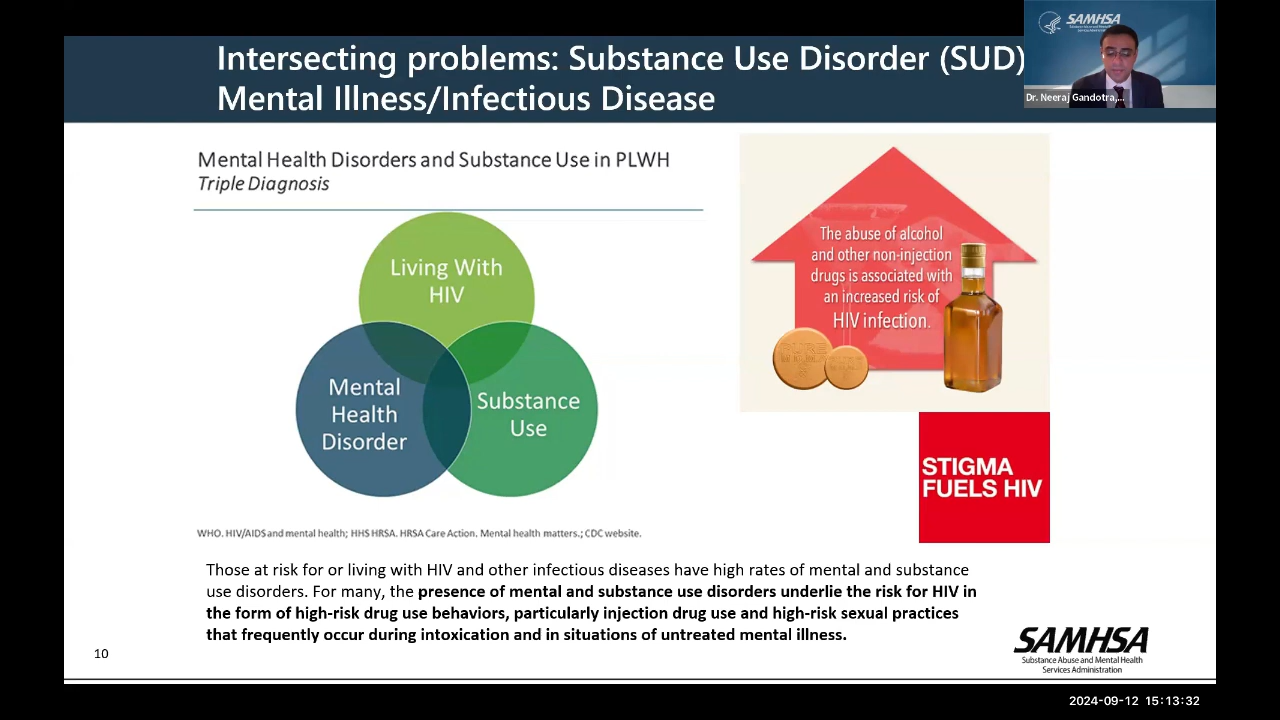 Intersecting problems: Substance Use Disorder (SUD)
Mental Illness/Infectious Disease
SAMHSA
Dr. Neeraj Gandotra,...
Mental Health Disorders and Substance Use in PLWH
Triple Diagnosis
Living With
HIV
Mental
Health
Disorder
Substance
Use
The abuse of alcohol
and other non-injection
drugs is associated with
an increased risk of
HIV infection.
STIGMA
FUELS HIV
WHO. HIV/AIDS and mental health; HHS HRSA. HRSA Care Action. Mental health matters.; CDC website.
Those at risk for or living with HIV and other infectious diseases have high rates of mental and substance
use disorders. For many, the presence of mental and substance use disorders underlie the risk for HIV in
the form of high-risk drug use behaviors, particularly injection drug use and high-risk sexual practices
that frequently occur during intoxication and in situations of untreated mental illness.
10
SAMHSA
Substance Abuse and Mental Health
Services Administration
2024-09-12 15:13:32